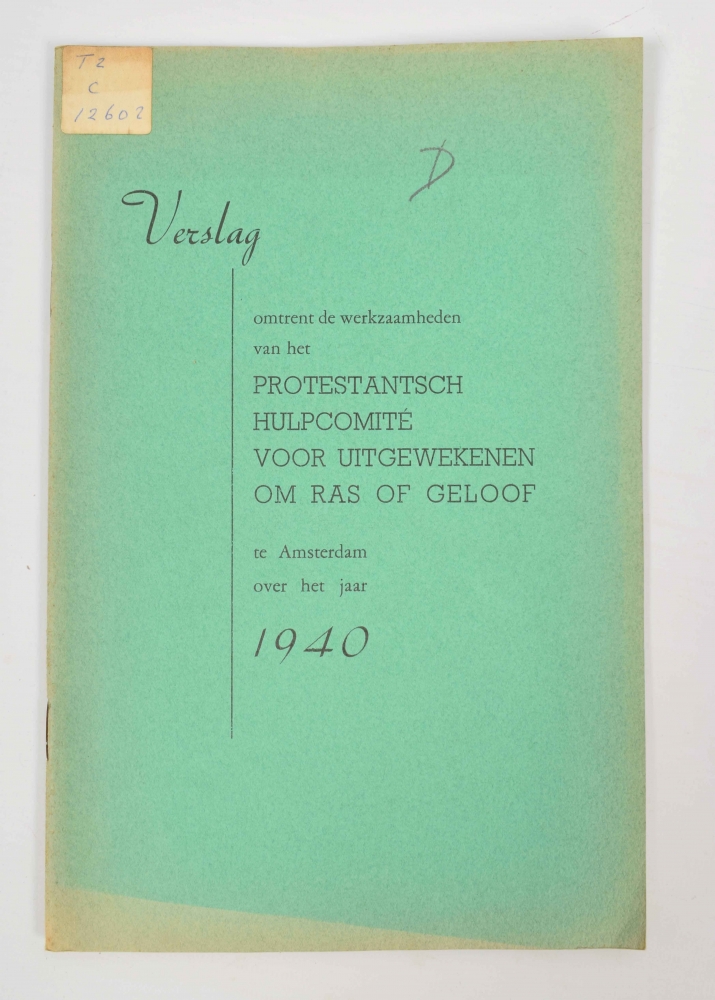 T2
C
12602
D
Verslag
omtrent de werkzaamheden
van het
PROTESTANTSCH
HULPCOMITÉ
VOOR UITGEWEKENEN
OM RAS OF GELOOF
te Amsterdam
over het jaar
1940